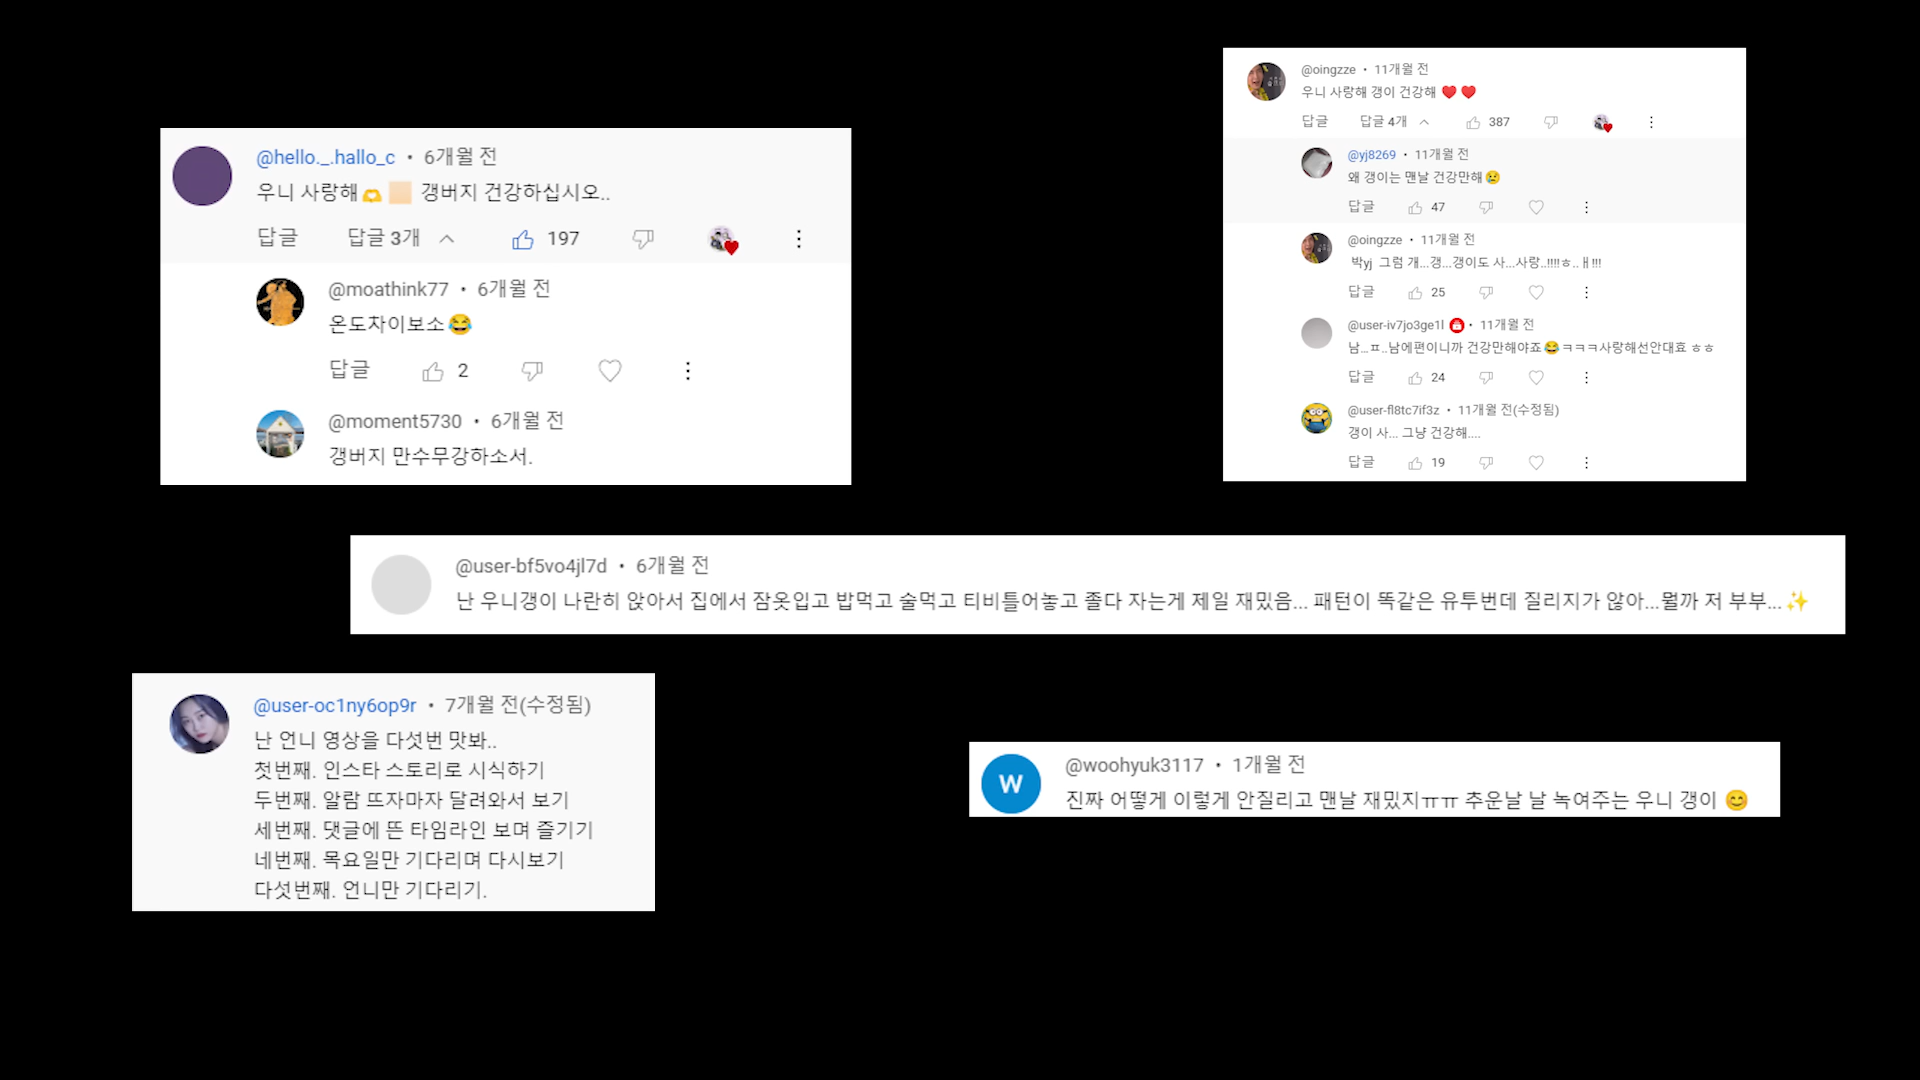 @hello._.hallo_c • 6개월 전
우니 사랑해🫶🏻 갱버지 건강하십시오..
답글 답글 3개 197
@moathink77 • 6개월 전
온도차이보소😂
답글 2
@moment5730 • 6개월 전
갱버지 만수무강하소서.
@oingzze • 11개월 전
우니 사랑해 갱이 건강해 ❤️ ❤️
답글 답글 4개 387
@yj8269 • 11개월 전
왜 갱이는 맨날 건강만해😢
답글 47
@oingzze • 11개월 전
박yj 그럼 개...갱...갱이도 사...사랑..!!!!ㅎ..ㅐ!!!
답글 25
@user-iv7jo3ge1l • 11개월 전
남...ㅍ..남에편이니까 건강만해야죠😂ㅋㅋㅋ사랑해선안대효 ㅎㅎ
답글 24
@user-fl8tc7if3z • 11개월 전(수정됨)
갱이 사... 그냥 건강해....
답글 19
@user-bf5vo4jl7d • 6개월 전
난 우니갱이 나란히 앉아서 집에서 잠옷입고 밥먹고 술먹고 티비틀어놓고 졸다 자는게 제일 재밌음... 패턴이 똑같은 유투번데 질리지가 않아...뭘까 저 부부...✨
@user-oc1ny6op9r • 7개월 전(수정됨)
난 언니 영상을 다섯번 맛봐..
첫번째. 인스타 스토리로 시식하기
두번째. 알람 뜨자마자 달려와서 보기
세번째. 댓글에 뜬 타임라인 보며 즐기기
네번째. 목요일만 기다리며 다시보기
다섯번째. 언니만 기다리기.
W
@woohyuk3117 • 1개월 전
진짜 어떻게 이렇게 안질리고 맨날 재밌지ㅠㅠ 추운날 날 녹여주는 우니 갱이 😊